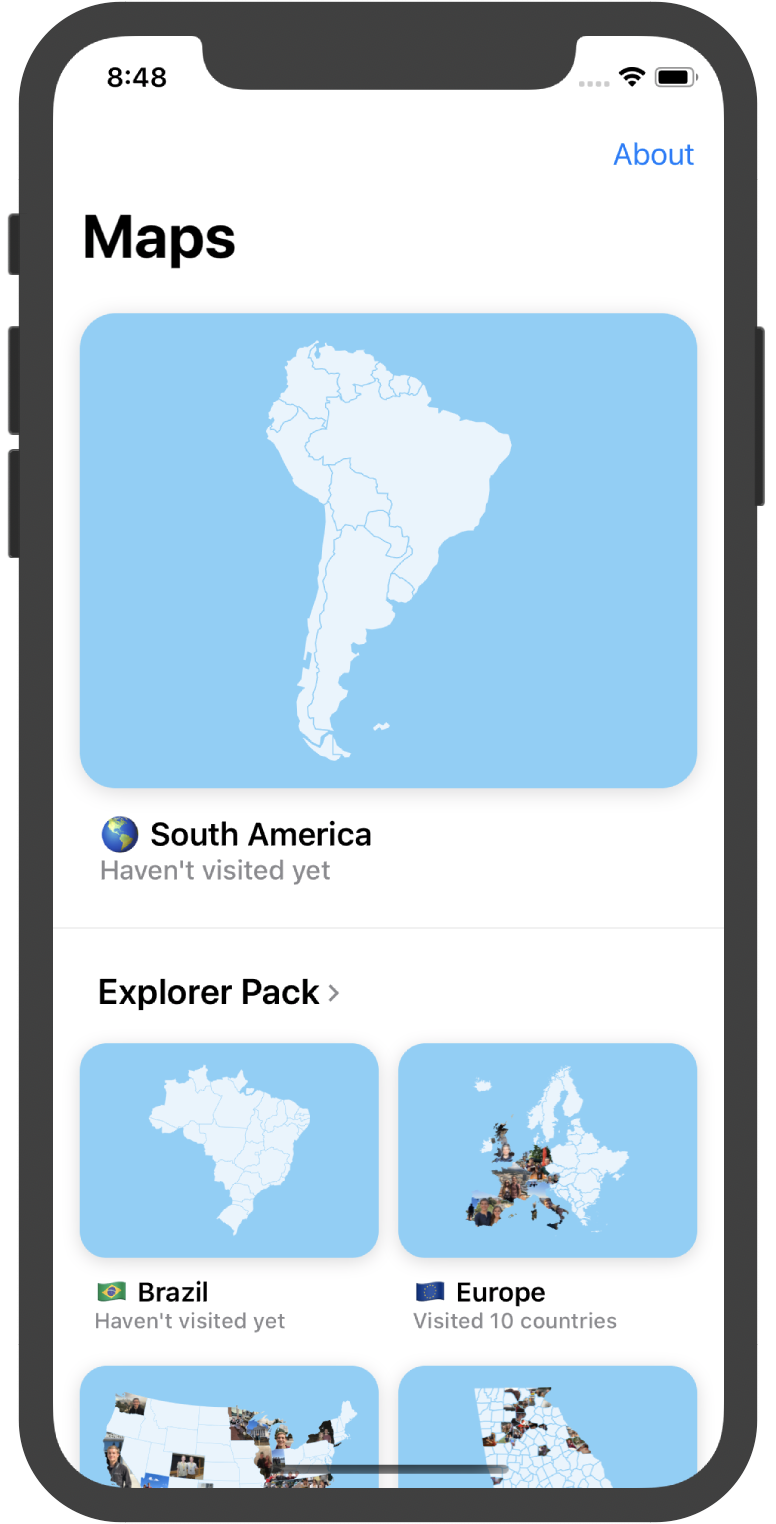 8:48
About
Maps
🌎 South America
Haven't visited yet
Explorer Pack ›
🇧🇷 Brazil
Haven't visited yet
🇪🇺 Europe
Visited 10 countries